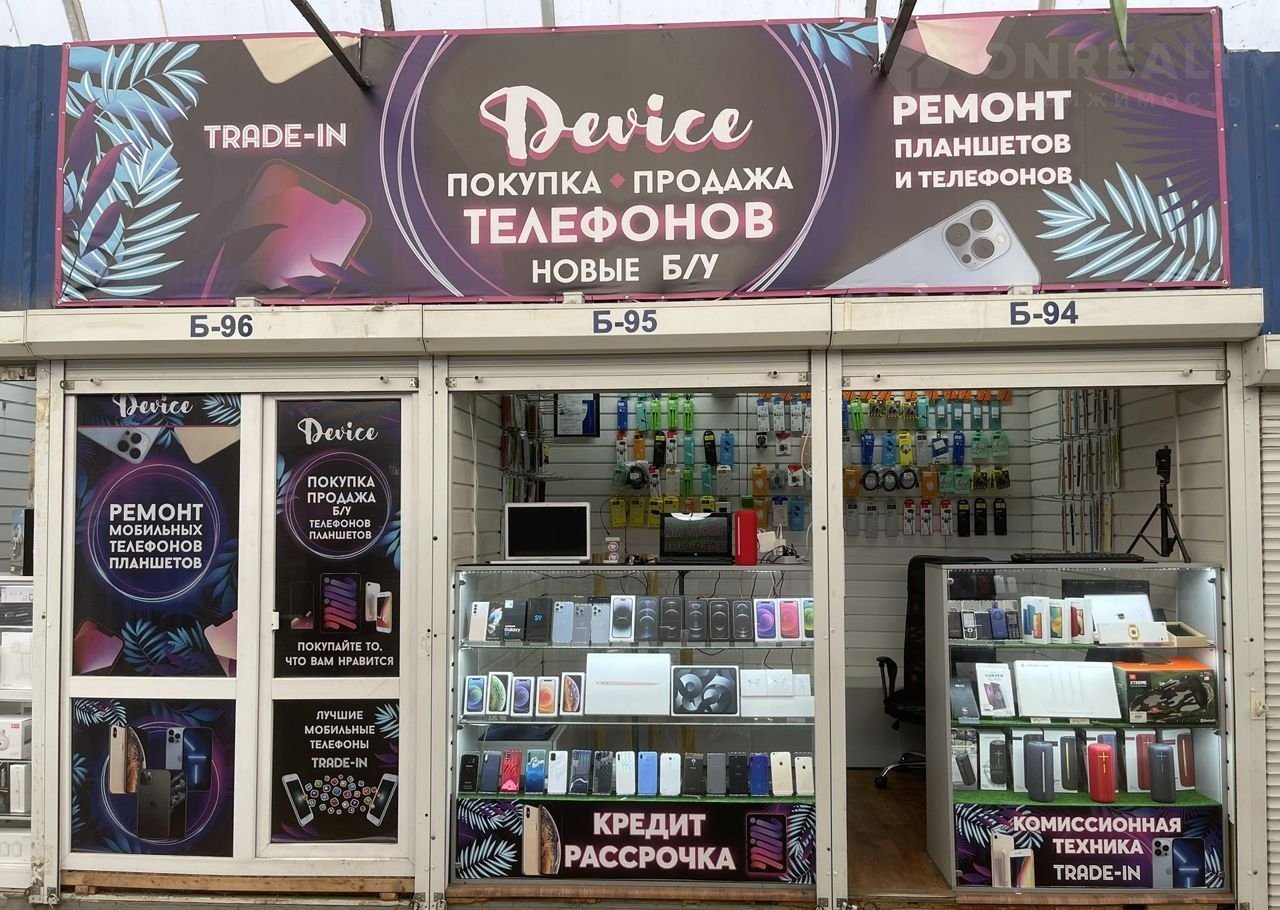 TRADE-IN
Device
ПОКУПКА • ПРОДАЖА
ТЕЛЕФОНОВ
НОВЫЕ Б/У
РЕМОНТ
ПЛАНШЕТОВ
И ТЕЛЕФОНОВ
Б-96
Б-95
Б-94
Device
РЕМОНТ
МОБИЛЬНЫХ
ТЕЛЕФОНОВ
ПЛАНШЕТОВ
Device
ПОКУПКА
ПРОДАЖА
Б/У
ТЕЛЕФОНОВ
ПЛАНШЕТОВ
ПОКУПАЙТЕ ТО,
ЧТО ВАМ НРАВИТСЯ
ЛУЧШИЕ
МОБИЛЬНЫЕ
ТЕЛЕФОНЫ
TRADE-IN
S9
КРЕДИТ
РАССРОЧКА
XTREME
КОМИССИОННАЯ
ТЕХНИКА
TRADE-IN